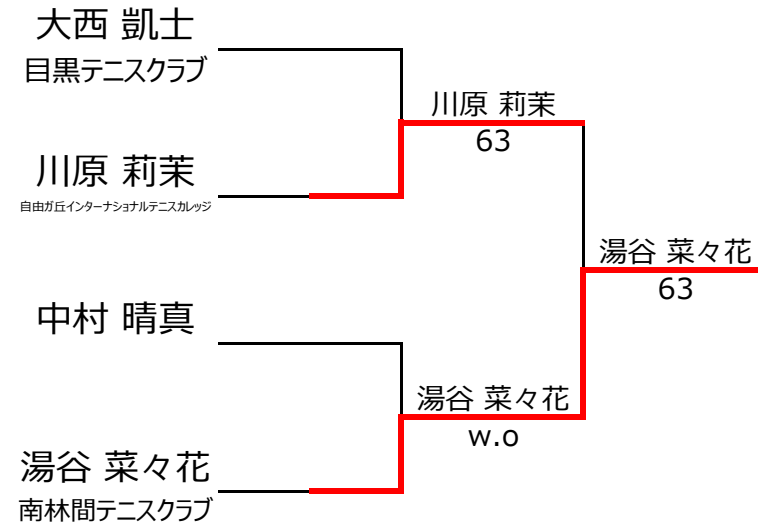 大西 凱士
目黒テニスクラブ
川原 莉茉
63
川原 莉茉
自由ガ丘インターナショナルテニスカレッジ
湯谷 菜々花
63
中村 晴真
湯谷 菜々花
w.o
湯谷 菜々花
南林間テニスクラブ